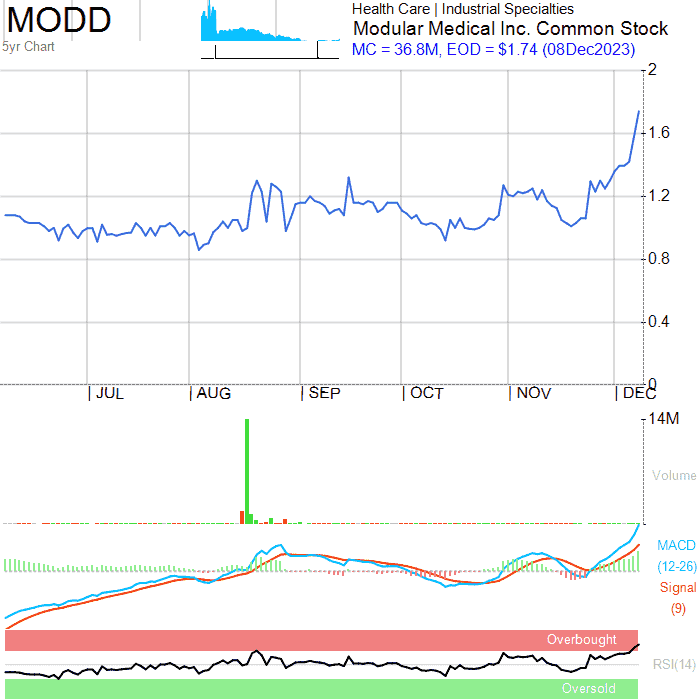 MODD
5yr Chart
Health Care | Industrial Specialties
Modular Medical Inc. Common Stock
MC = 36.8M, EOD = $1.74 (08Dec2023)
2
1.6
1.2
0.8
0.4
0
JUL AUG SEP OCT NOV DEC
14M
Volume
MACD
(12-26)
Signal
(9)
Overbought
RSI(14)
Oversold